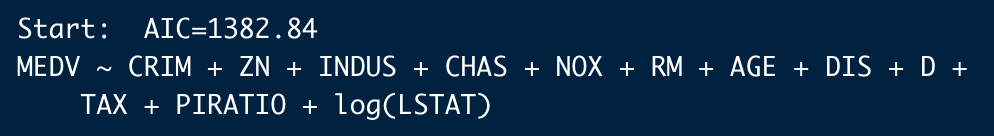 Start:  AIC=1382.84
MEDV ~ CRIM + ZN + INDUS + CHAS + NOX + RM + AGE + DIS + D +
    TAX + PIRATIO + log(LSTAT)